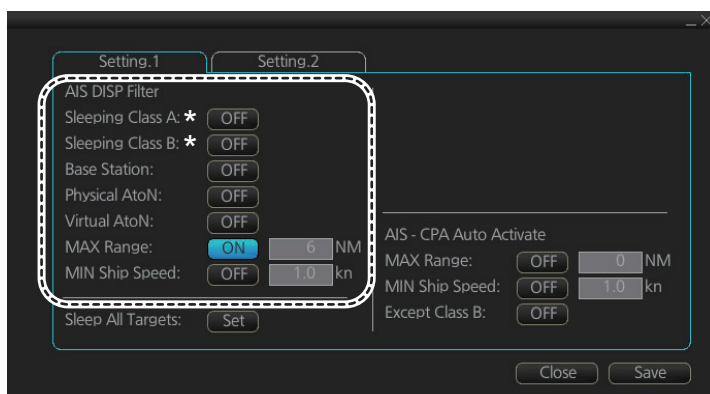 Setting.1
Setting.2
AIS DISP Filter
Sleeping Class A: * OFF
Sleeping Class B: * OFF
Base Station: OFF
Physical AtoN: OFF
Virtual AtoN: OFF
MAX Range: ON 6 NM
MIN Ship Speed: OFF 1.0 kn
Sleep All Targets: Set
AIS - CPA Auto Activate
MAX Range: OFF 0 NM
MIN Ship Speed: OFF 1.0 kn
Except Class B: OFF
Close
Save